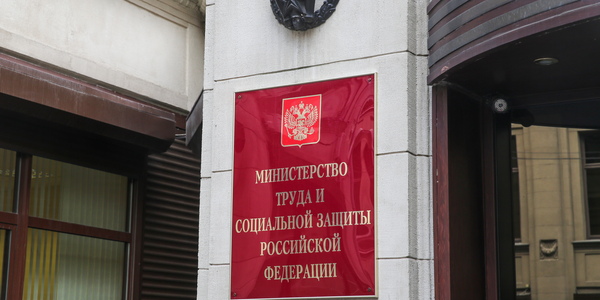 МИНИСТЕРСТВО
ТРУДА И
СОЦИАЛЬНОЙ ЗАЩИТЫ
РОССИЙСКОЙ
ФЕДЕРАЦИИ